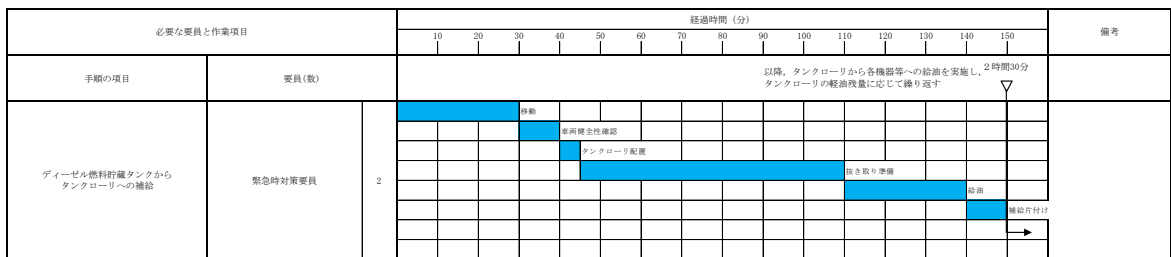 必要な要員と作業項目
経過時間（分）
備考
10 20 30 40 50 60 70 80 90 100 110 120 130 140 150
手順の項目
要員(数)
以降，タンクローリから各機器等への給油を実施し，
タンクローリの軽油残量に応じて繰り返す
2時間30分
移動
車両健全性確認
タンクローリ配置
ディーゼル燃料貯蔵タンクから
タンクローリへの補給
緊急時対策要員
2
抜き取り準備
給油
補給片付け